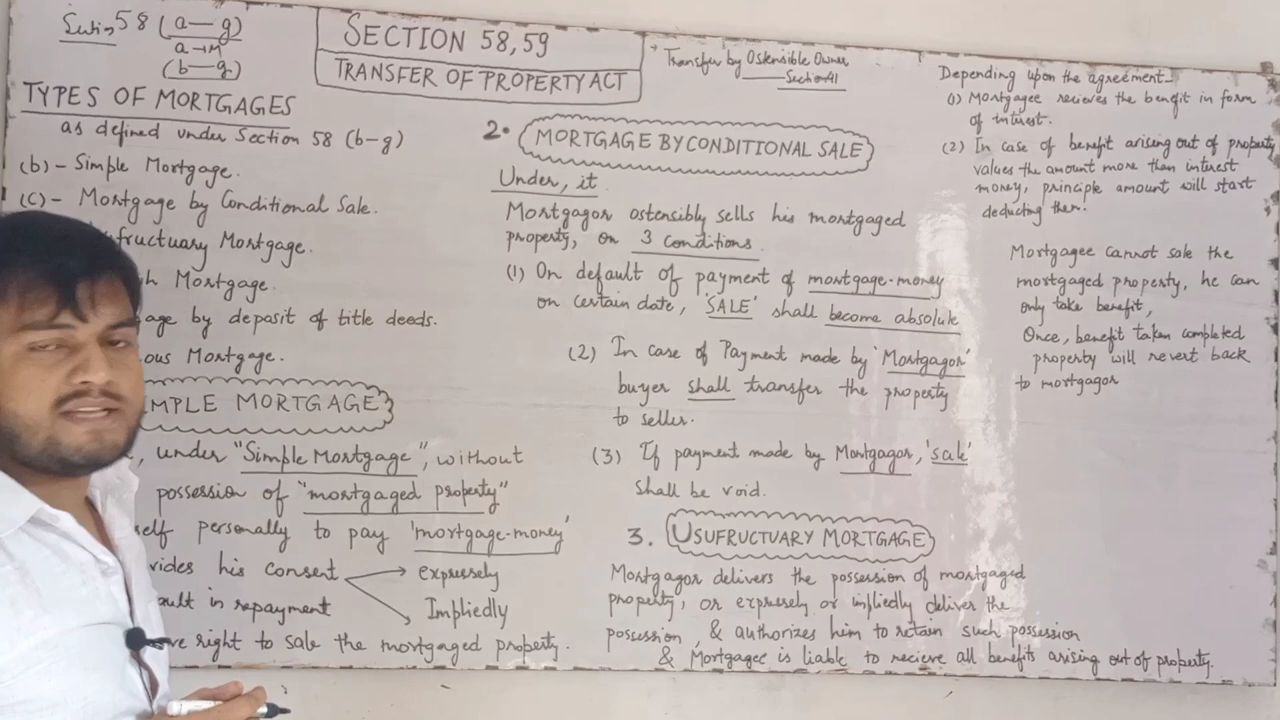 Section 58 (a — g)
a → M
(b — g)
SECTION 58, 59
TRANSFER OF PROPERTY ACT
Transfer by Ostensible Owner
Section 41
TYPES OF MORTGAGES
as defined under Section 58 (b-g)
(b) - Simple Mortgage.
(C) - Mortgage by Conditional Sale.
fructuary Mortgage.
h Mortgage.
age by deposit of title deeds.
ous Mortgage.
MPLE MORTGAGE
, under "Simple Mortgage", without
possession of "mortgaged property"
self personally to pay 'mortgage-money'
vides his consent → expressely
→ Impliedly
ault in repayment
ve right to sale the mortgaged property.
2. MORTGAGE BY CONDITIONAL SALE
Under, it
Mortgagor ostensibly sells his mortgaged
property, on 3 conditions.
(1) On default of payment of mortgage-money
on certain date, 'SALE' shall become absolute
(2) In case of Payment made by 'Mortgagor'
buyer shall transfer the property
to seller.
(3) If payment made by Mortgagor, 'sale'
shall be void.
3. USUFRUCTUARY MORTGAGE
Mortgagor delivers the possession of mortgaged
property, or expressely or impliedly deliver the
possession, & authorizes him to retain such possession
& Mortgagee is liable to recieve all benefits arising out of property.
Depending upon the agreement—
(1) Mortgagee recieves the benefit in form
of interest.
(2) In case of benefit arising out of property
values the amount more than interest
money, principle amount will start
deducting then.
Mortgagee cannot sale the
mortgaged property, he can
only take benefit,
Once, benefit taken completed
property will revert back
to mortgagor